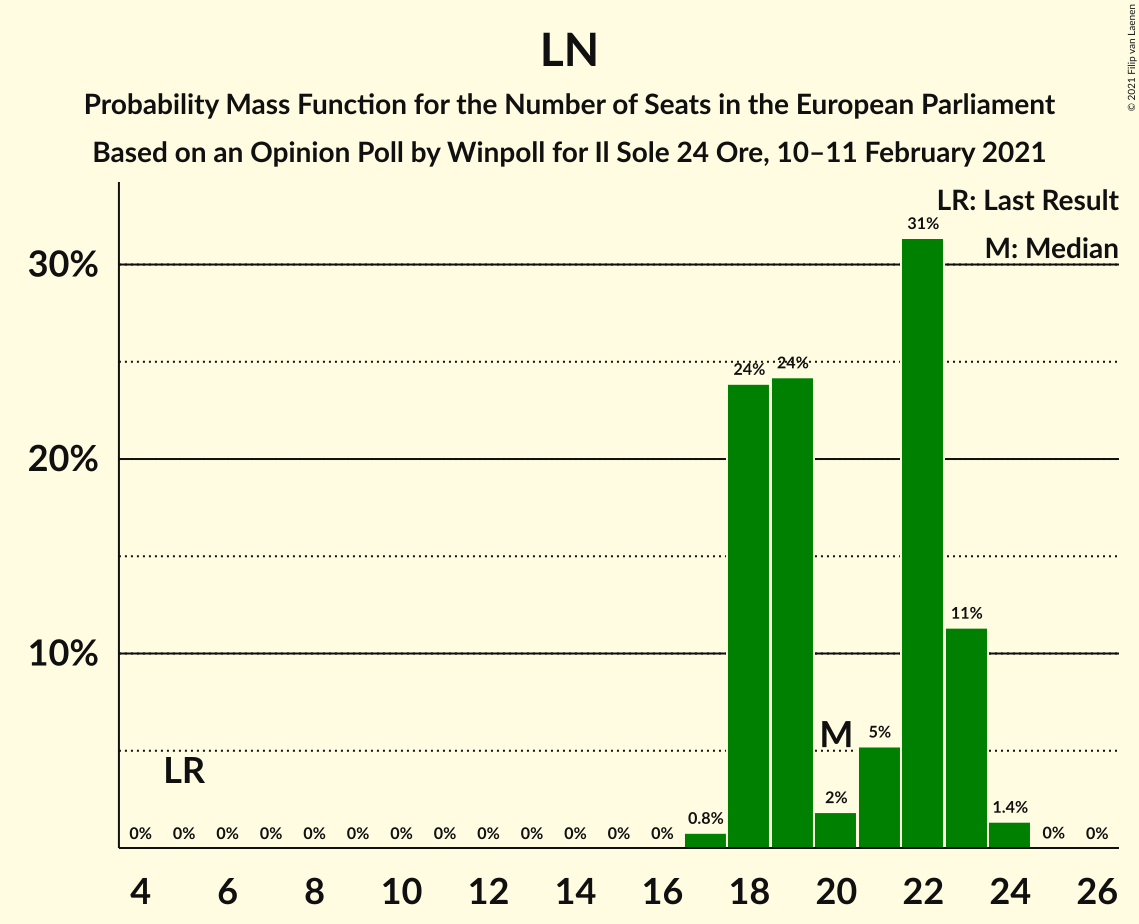 LN
Probability Mass Function for the Number of Seats in the European Parliament
Based on an Opinion Poll by Winpoll for Il Sole 24 Ore, 10–11 February 2021
© 2021 Filip van Laenen
LR: Last Result
M: Median
31%
30%
24% 24%
20%
11%
10%
M 5%
LR
2%
0.8% 1.4%
0% 0% 0% 0% 0% 0% 0% 0% 0% 0% 0% 0% 0% 0% 0%
4 6 8 10 12 14 16 18 20 22 24 26